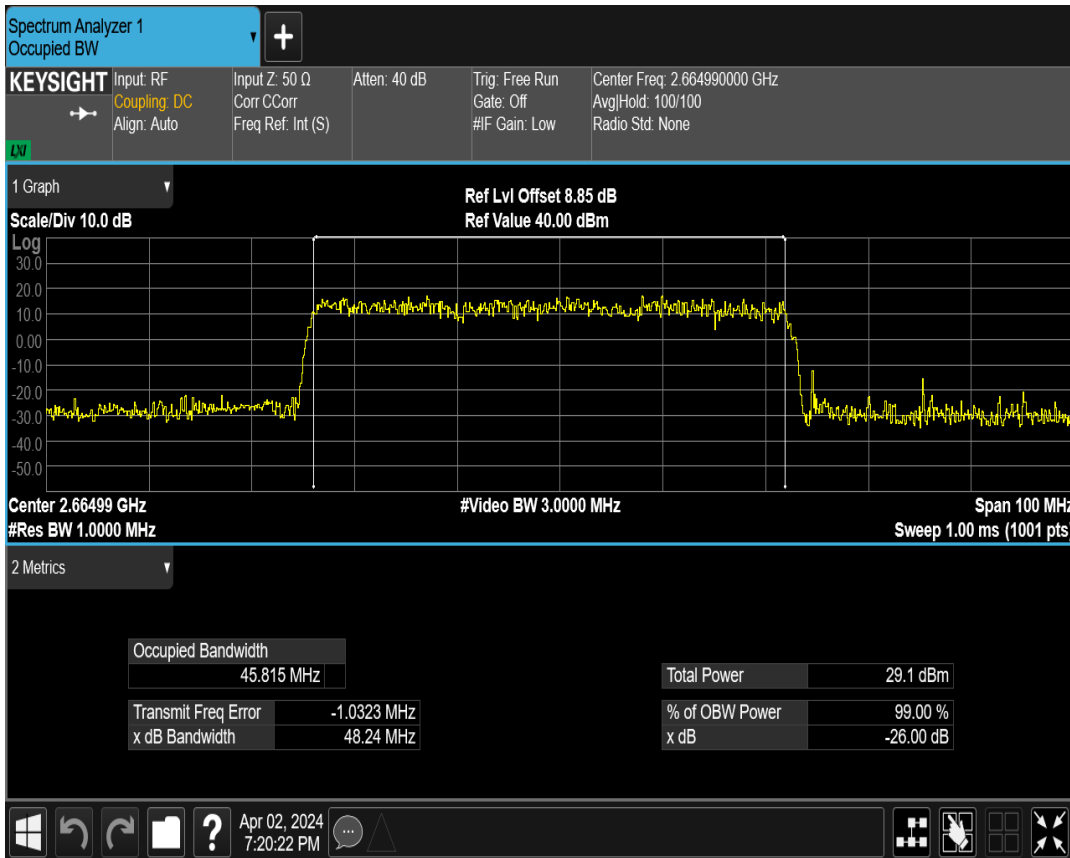 Spectrum Analyzer 1
Occupied BW
KEYSIGHT
LXI
Input: RF
Coupling: DC
Align: Auto
Input Z: 50 Ω
Corr CCorr
Freq Ref: Int (S)
Atten: 40 dB
Trig: Free Run
Gate: Off
#IF Gain: Low
Center Freq: 2.664990000 GHz
Avg|Hold: 100/100
Radio Std: None
1 Graph
Scale/Div 10.0 dB
Ref Lvl Offset 8.85 dB
Ref Value 40.00 dBm
Log
30.0
20.0
10.0
0.00
-10.0
-20.0
-30.0
-40.0
-50.0
Center 2.66499 GHz
#Video BW 3.0000 MHz
Span 100 MHz
#Res BW 1.0000 MHz
Sweep 1.00 ms (1001 pts)
2 Metrics
Occupied Bandwidth
45.815 MHz
Transmit Freq Error -1.0323 MHz
x dB Bandwidth 48.24 MHz
Total Power 29.1 dBm
% of OBW Power 99.00 %
x dB -26.00 dB
?
Apr 02, 2024
7:20:22 PM